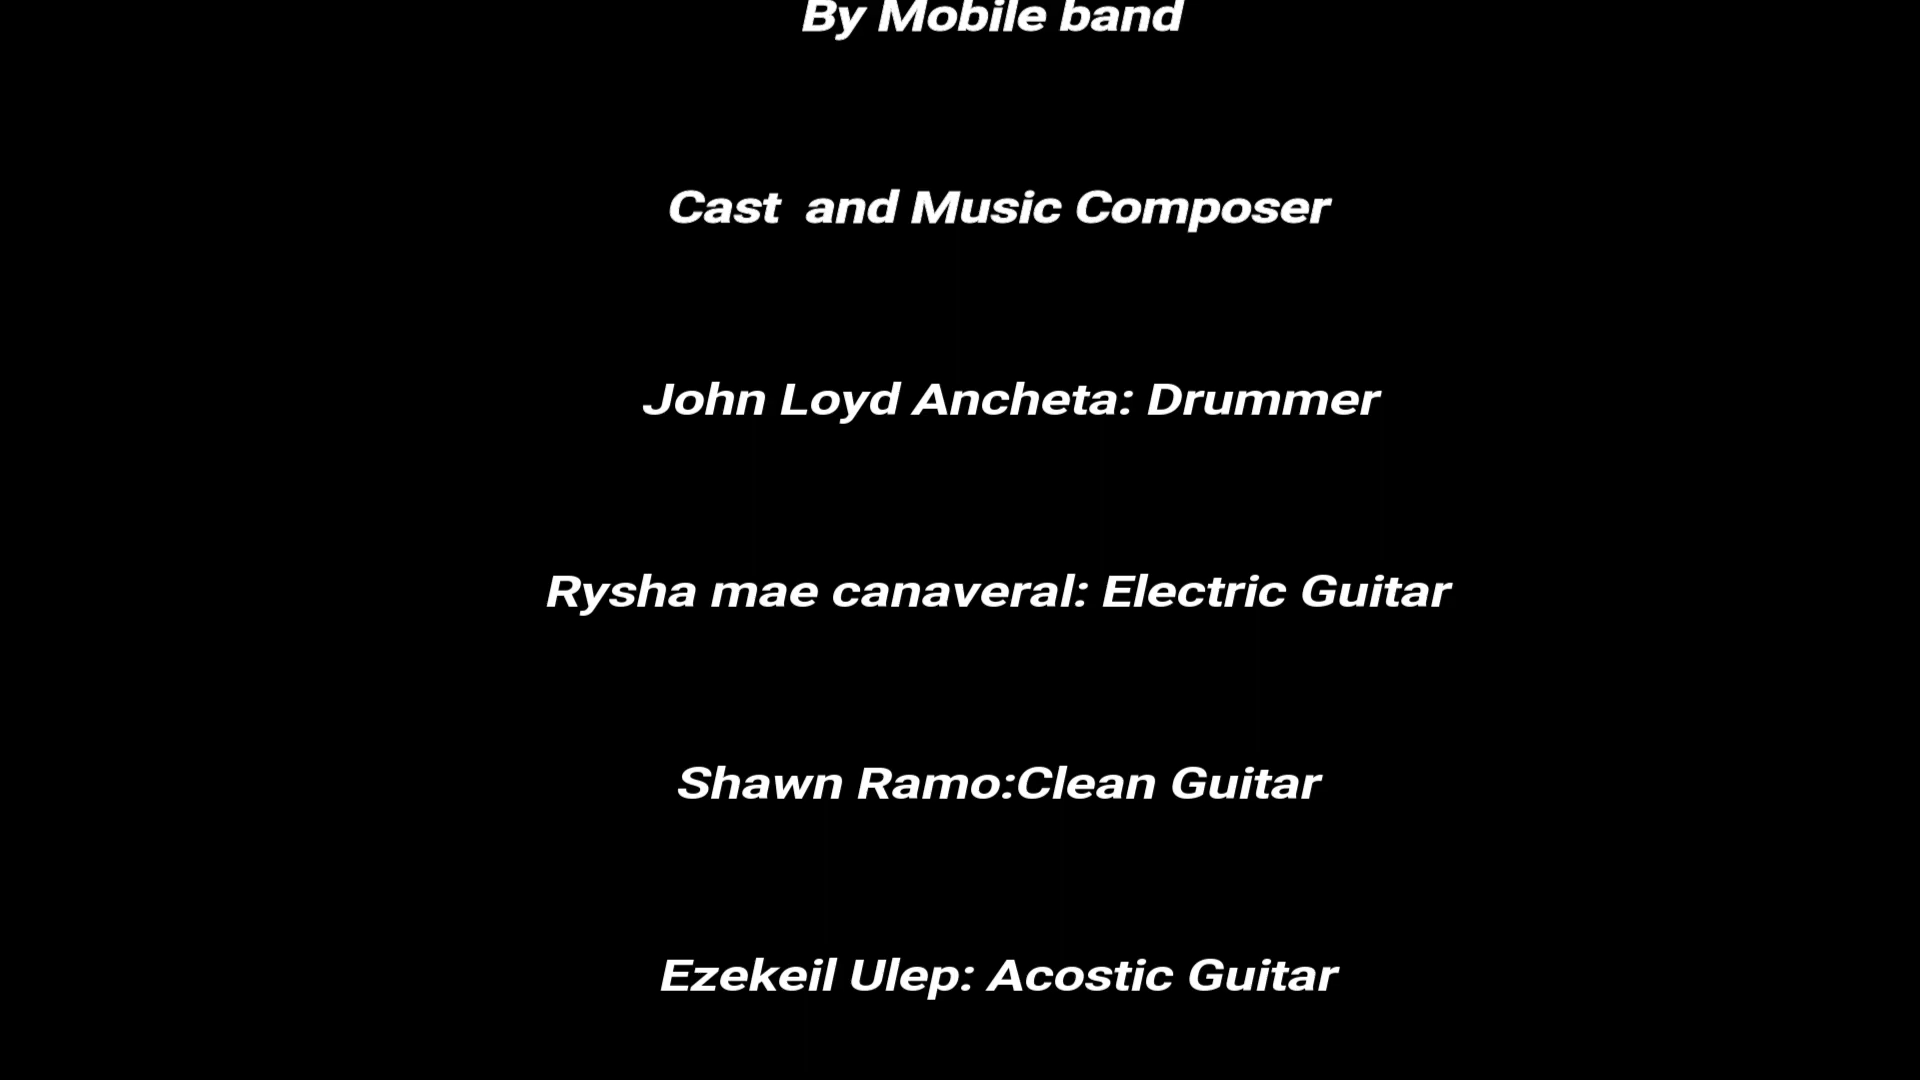 By Mobile band
Cast  and Music Composer
John Loyd Ancheta: Drummer
Rysha mae canaveral: Electric Guitar
Shawn Ramo:Clean Guitar
Ezekeil Ulep: Acostic Guitar